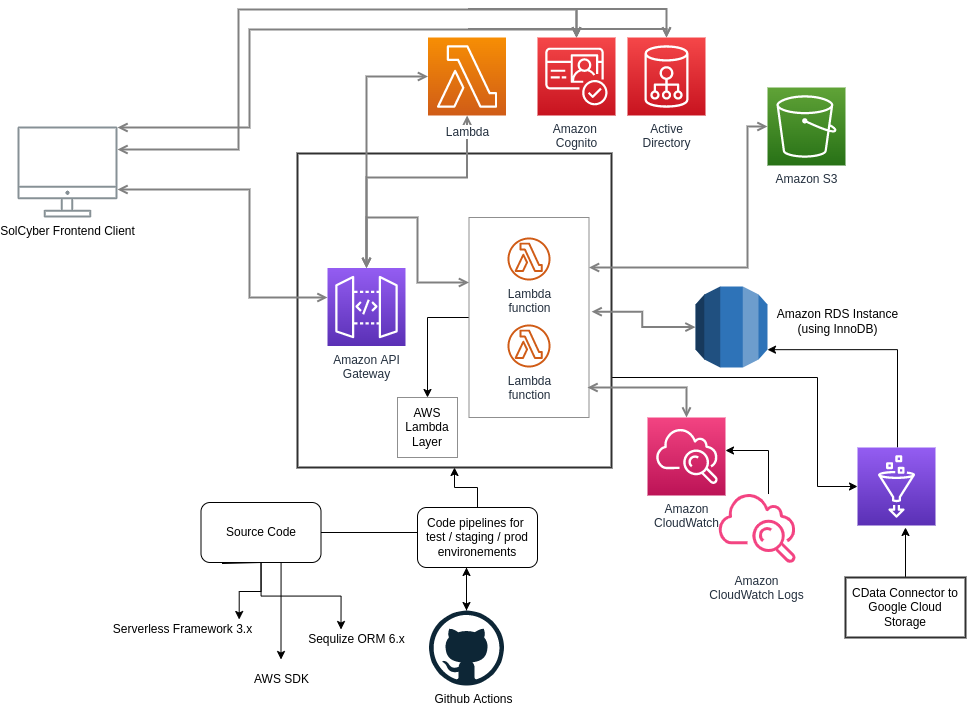 Lambda
Amazon
Cognito
Active
Directory
Amazon S3
SolCyber Frontend Client
Lambda
function
Lambda
function
Amazon API
Gateway
AWS
Lambda
Layer
Amazon RDS Instance
(using InnoDB)
Amazon
CloudWatch
Amazon
CloudWatch Logs
Source Code
Code pipelines for
test / staging / prod
environements
CData Connector to
Google Cloud
Storage
Serverless Framework 3.x
Sequlize ORM 6.x
AWS SDK
Github Actions